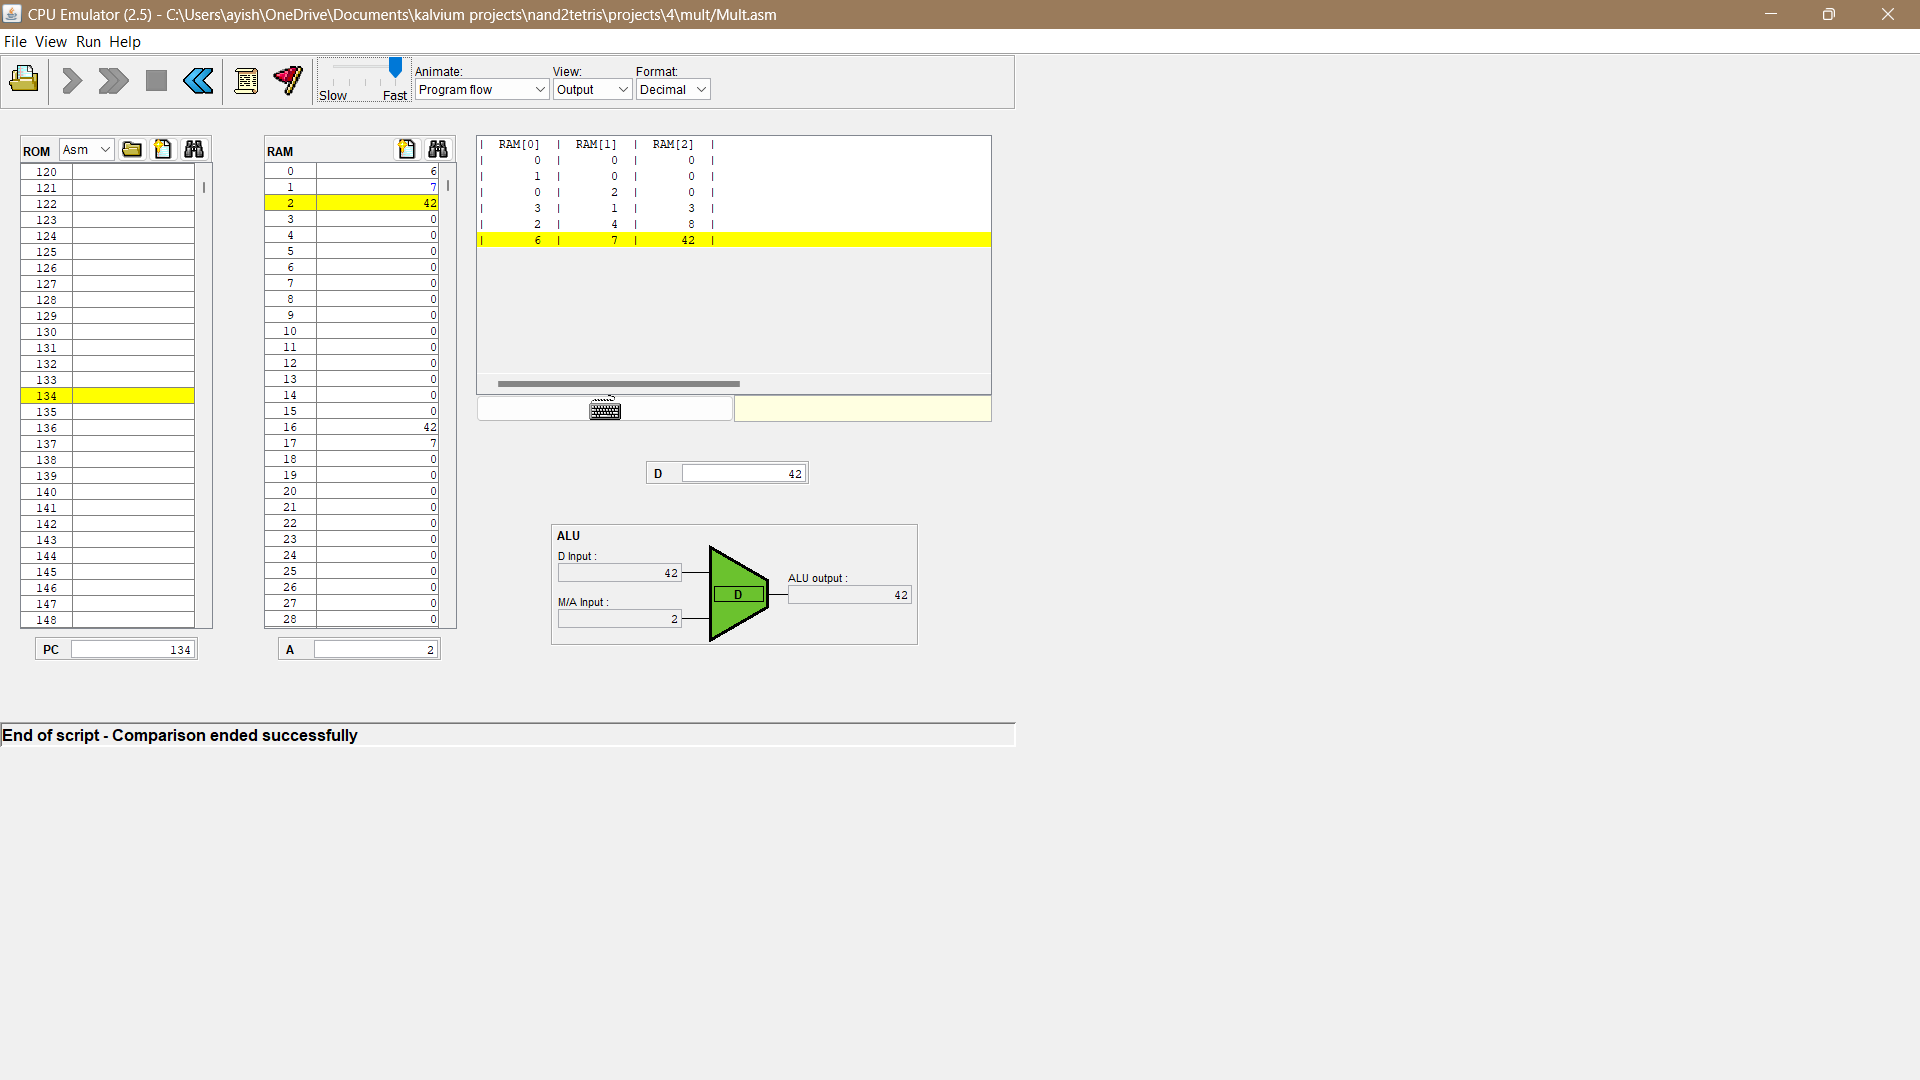 CPU Emulator (2.5) - C:\Users\ayish\OneDrive\Documents\kalvium projects\nand2tetris\projects\4\mult/Mult.asm
File View Run Help
Slow Fast
Animate: Program flow
View: Output
Format: Decimal
ROM Asm
120
121
122
123
124
125
126
127
128
129
130
131
132
133
134
135
136
137
138
139
140
141
142
143
144
145
146
147
148
PC 134
RAM
0 6
1 7
2 42
3 0
4 0
5 0
6 0
7 0
8 0
9 0
10 0
11 0
12 0
13 0
14 0
15 0
16 42
17 7
18 0
19 0
20 0
21 0
22 0
23 0
24 0
25 0
26 0
27 0
28 0
A 2
| RAM[0] | RAM[1] | RAM[2] |
| 0 | 0 | 0 |
| 1 | 0 | 0 |
| 0 | 2 | 0 |
| 3 | 1 | 3 |
| 2 | 4 | 8 |
| 6 | 7 | 42 |
D 42
ALU
D Input :
42
M/A Input :
2
D
ALU output :
42
End of script - Comparison ended successfully